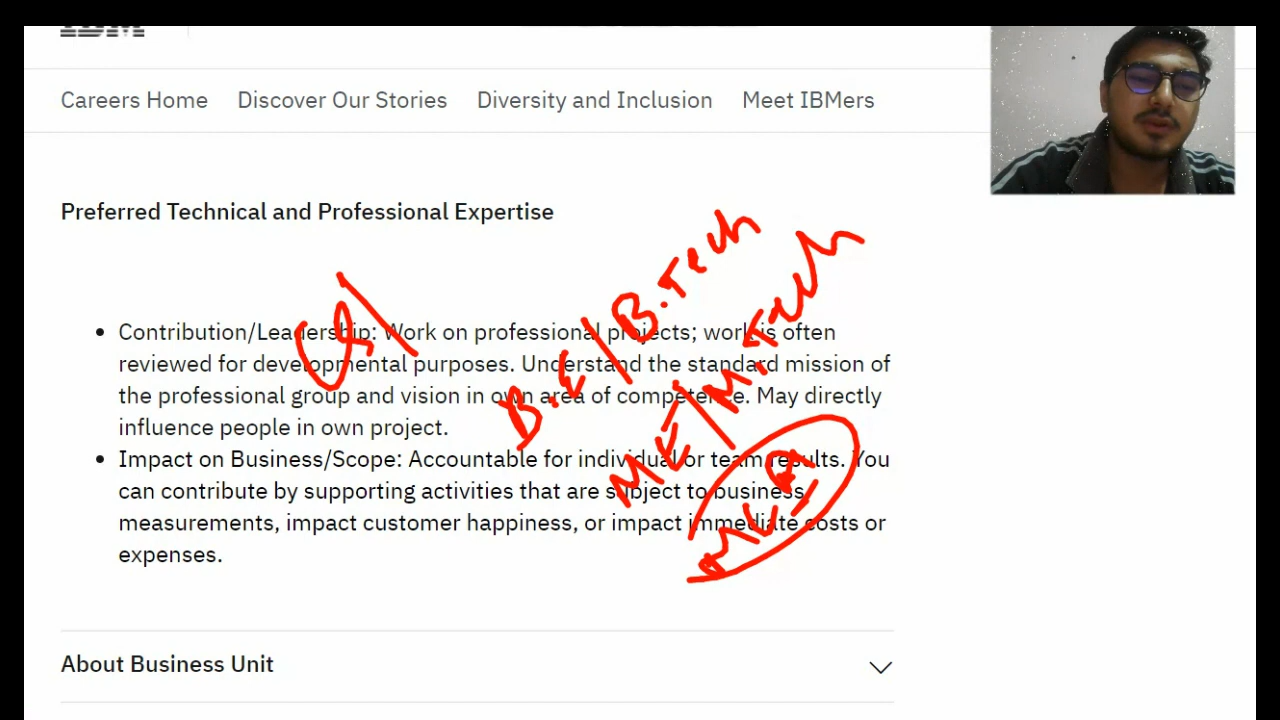 IBM
Careers Home Discover Our Stories Diversity and Inclusion Meet IBMers
Preferred Technical and Professional Expertise
• Contribution/Leadership: Work on professional projects; work is often
reviewed for developmental purposes. Understand the standard mission of
the professional group and vision in own area of competence. May directly
influence people in own project.
• Impact on Business/Scope: Accountable for individual or team results. You
can contribute by supporting activities that are subject to business
measurements, impact customer happiness, or impact immediate costs or
expenses.
CS/
B.E/B.Tech
ME/M.Tech
MCA
About Business Unit